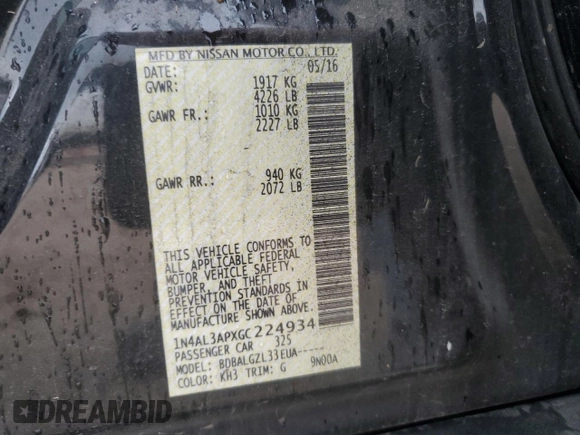 MFD BY NISSAN MOTOR CO., LTD.
DATE: 05/16
GVWR: 1917 KG
4226 LB
GAWR FR.: 1010 KG
2227 LB
GAWR RR.: 940 KG
2072 LB
THIS VEHICLE CONFORMS TO
ALL APPLICABLE FEDERAL
MOTOR VEHICLE SAFETY,
BUMPER, AND THEFT
PREVENTION STANDARDS IN
EFFECT ON THE DATE OF
MANUFACTURE SHOWN ABOVE.
1N4AL3APXGC224934
PASSENGER CAR 325
MODEL: BDBALGZL33EUA-----
COLOR: KH3 TRIM: G 9N00A
DREAMBID